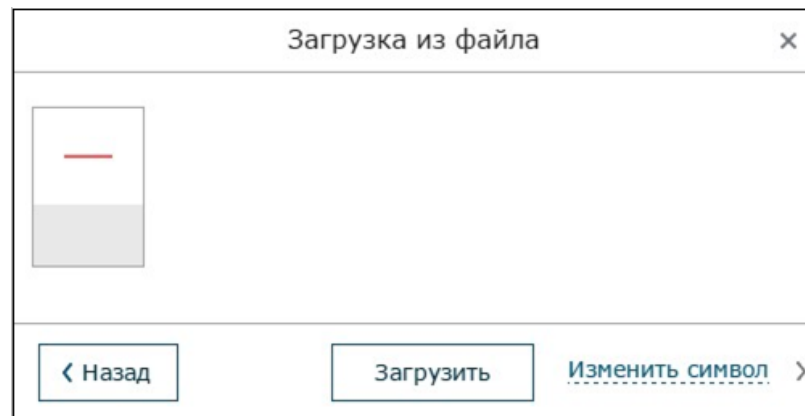 Загрузка из файла
Назад
Загрузить
Изменить символ